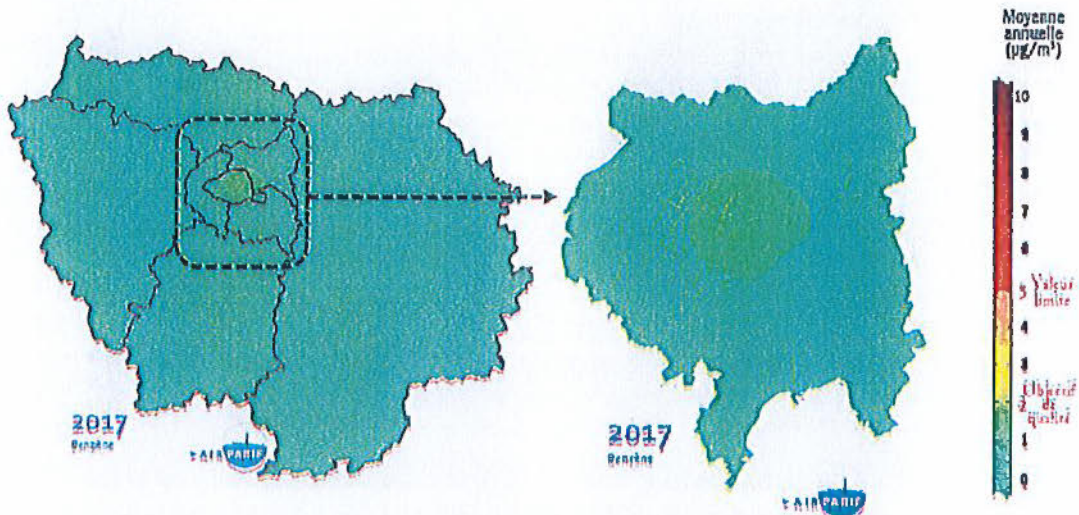 Moyenne
annuelle
(µg/m³)
10
9
8
7
6
5 Valeur
limite
4
3
Objectif
2 de
qualité
1
0
2017
Benzène
AIRPARIF
2017
Benzène
AIRPARIF